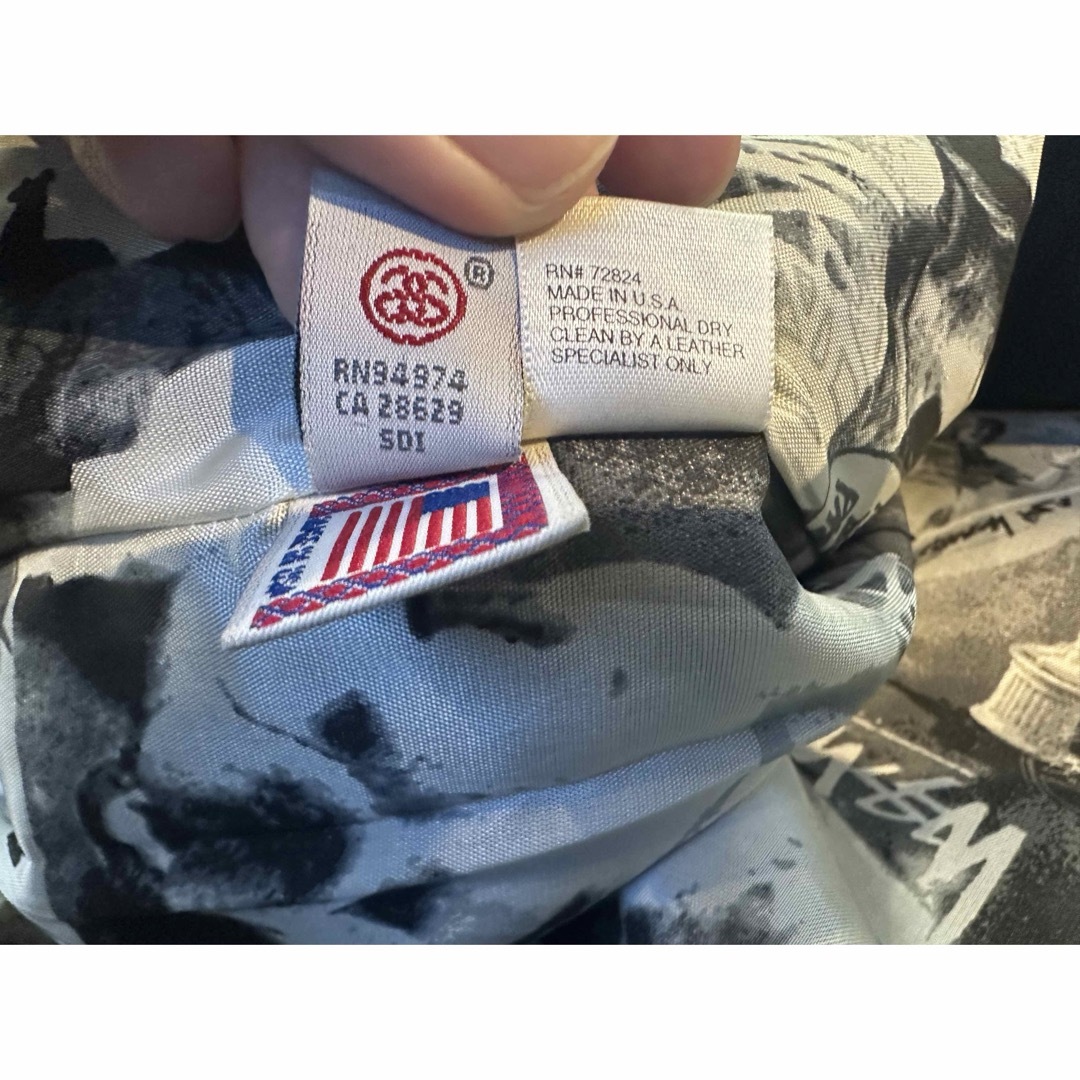 ®
RN94974
CA 28629
SDI
RN# 72824
MADE IN U.S.A.
PROFESSIONAL DRY
CLEAN BY A LEATHER
SPECIALIST ONLY